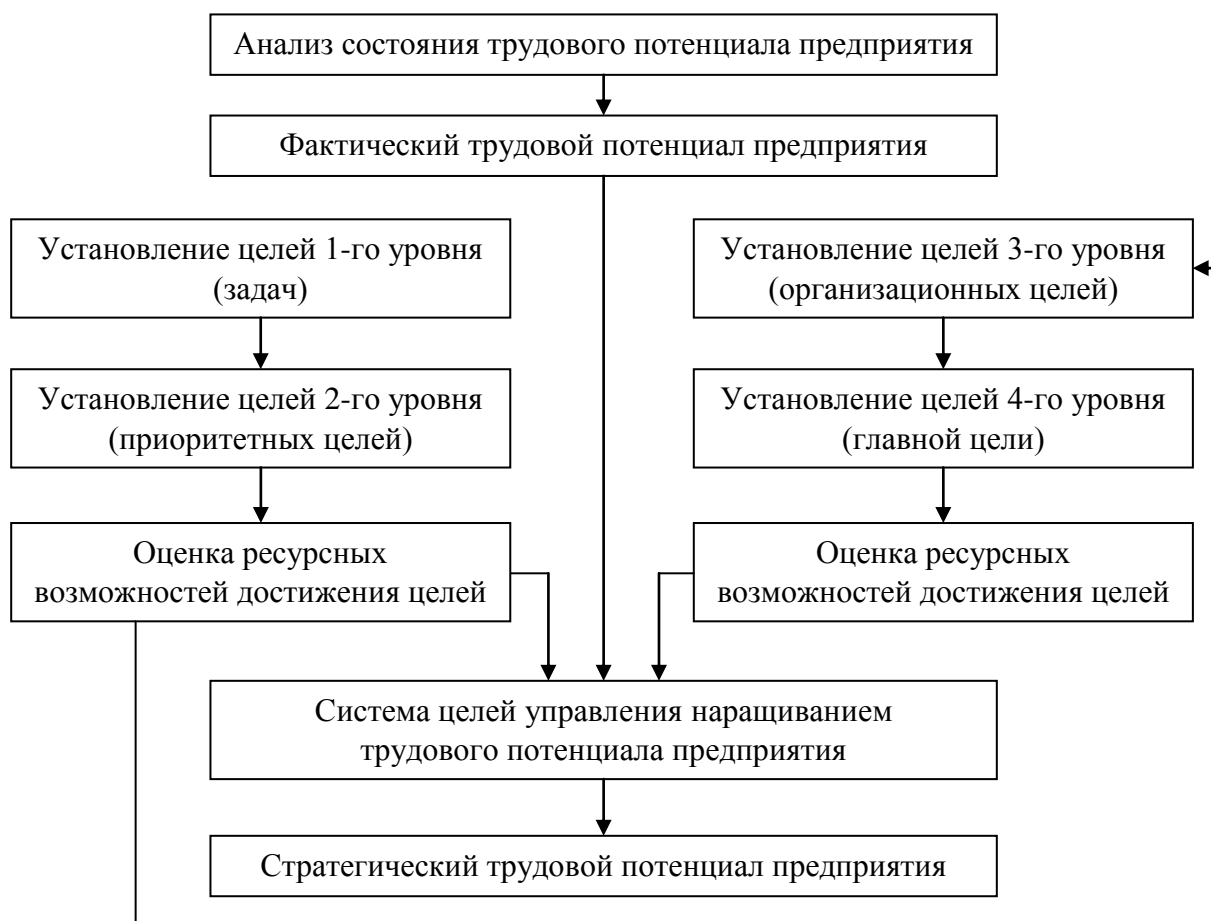 Анализ состояния трудового потенциала предприятия
Фактический трудовой потенциал предприятия
Установление целей 1-го уровня
(задач)
Установление целей 2-го уровня
(приоритетных целей)
Оценка ресурсных
возможностей достижения целей
Установление целей 3-го уровня
(организационных целей)
Установление целей 4-го уровня
(главной цели)
Оценка ресурсных
возможностей достижения целей
Система целей управления наращиванием
трудового потенциала предприятия
Стратегический трудовой потенциал предприятия